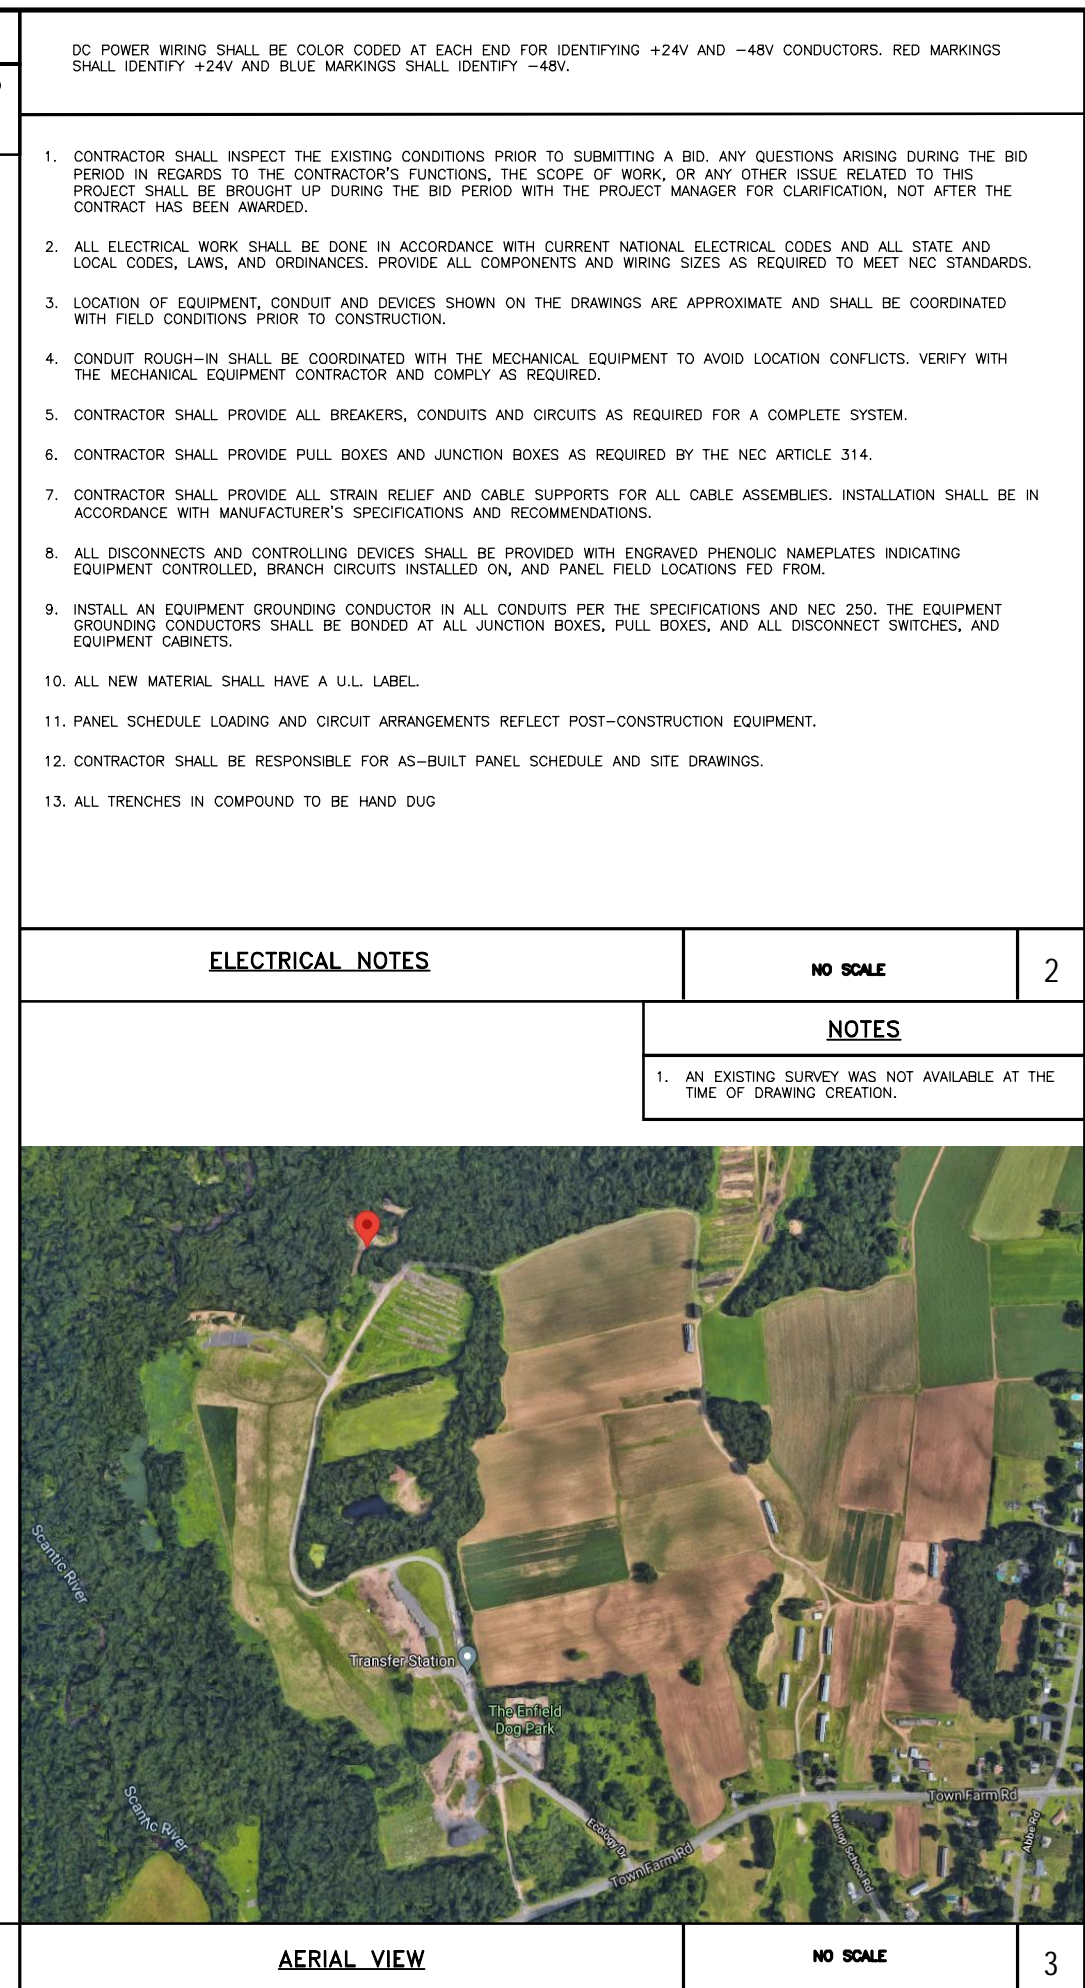 DC POWER WIRING SHALL BE COLOR CODED AT EACH END FOR IDENTIFYING +24V AND −48V CONDUCTORS. RED MARKINGS
SHALL IDENTIFY +24V AND BLUE MARKINGS SHALL IDENTIFY −48V.
1. CONTRACTOR SHALL INSPECT THE EXISTING CONDITIONS PRIOR TO SUBMITTING A BID. ANY QUESTIONS ARISING DURING THE BID
PERIOD IN REGARDS TO THE CONTRACTOR'S FUNCTIONS, THE SCOPE OF WORK, OR ANY OTHER ISSUE RELATED TO THIS
PROJECT SHALL BE BROUGHT UP DURING THE BID PERIOD WITH THE PROJECT MANAGER FOR CLARIFICATION, NOT AFTER THE
CONTRACT HAS BEEN AWARDED.
2. ALL ELECTRICAL WORK SHALL BE DONE IN ACCORDANCE WITH CURRENT NATIONAL ELECTRICAL CODES AND ALL STATE AND
LOCAL CODES, LAWS, AND ORDINANCES. PROVIDE ALL COMPONENTS AND WIRING SIZES AS REQUIRED TO MEET NEC STANDARDS.
3. LOCATION OF EQUIPMENT, CONDUIT AND DEVICES SHOWN ON THE DRAWINGS ARE APPROXIMATE AND SHALL BE COORDINATED
WITH FIELD CONDITIONS PRIOR TO CONSTRUCTION.
4. CONDUIT ROUGH−IN SHALL BE COORDINATED WITH THE MECHANICAL EQUIPMENT TO AVOID LOCATION CONFLICTS. VERIFY WITH
THE MECHANICAL EQUIPMENT CONTRACTOR AND COMPLY AS REQUIRED.
5. CONTRACTOR SHALL PROVIDE ALL BREAKERS, CONDUITS AND CIRCUITS AS REQUIRED FOR A COMPLETE SYSTEM.
6. CONTRACTOR SHALL PROVIDE PULL BOXES AND JUNCTION BOXES AS REQUIRED BY THE NEC ARTICLE 314.
7. CONTRACTOR SHALL PROVIDE ALL STRAIN RELIEF AND CABLE SUPPORTS FOR ALL CABLE ASSEMBLIES. INSTALLATION SHALL BE IN
ACCORDANCE WITH MANUFACTURER'S SPECIFICATIONS AND RECOMMENDATIONS.
8. ALL DISCONNECTS AND CONTROLLING DEVICES SHALL BE PROVIDED WITH ENGRAVED PHENOLIC NAMEPLATES INDICATING
EQUIPMENT CONTROLLED, BRANCH CIRCUITS INSTALLED ON, AND PANEL FIELD LOCATIONS FED FROM.
9. INSTALL AN EQUIPMENT GROUNDING CONDUCTOR IN ALL CONDUITS PER THE SPECIFICATIONS AND NEC 250. THE EQUIPMENT
GROUNDING CONDUCTORS SHALL BE BONDED AT ALL JUNCTION BOXES, PULL BOXES, AND ALL DISCONNECT SWITCHES, AND
EQUIPMENT CABINETS.
10. ALL NEW MATERIAL SHALL HAVE A U.L. LABEL.
11. PANEL SCHEDULE LOADING AND CIRCUIT ARRANGEMENTS REFLECT POST−CONSTRUCTION EQUIPMENT.
12. CONTRACTOR SHALL BE RESPONSIBLE FOR AS−BUILT PANEL SCHEDULE AND SITE DRAWINGS.
13. ALL TRENCHES IN COMPOUND TO BE HAND DUG
ELECTRICAL NOTES
NO SCALE
2
NOTES
1. AN EXISTING SURVEY WAS NOT AVAILABLE AT THE
TIME OF DRAWING CREATION.
Scantic River
Transfer Station
The Enfield
Dog Park
Scantic River
Ecology Dr
Town Farm Rd
Town Farm Rd
Wallop School Rd
Abbe Rd
AERIAL VIEW
NO SCALE
3